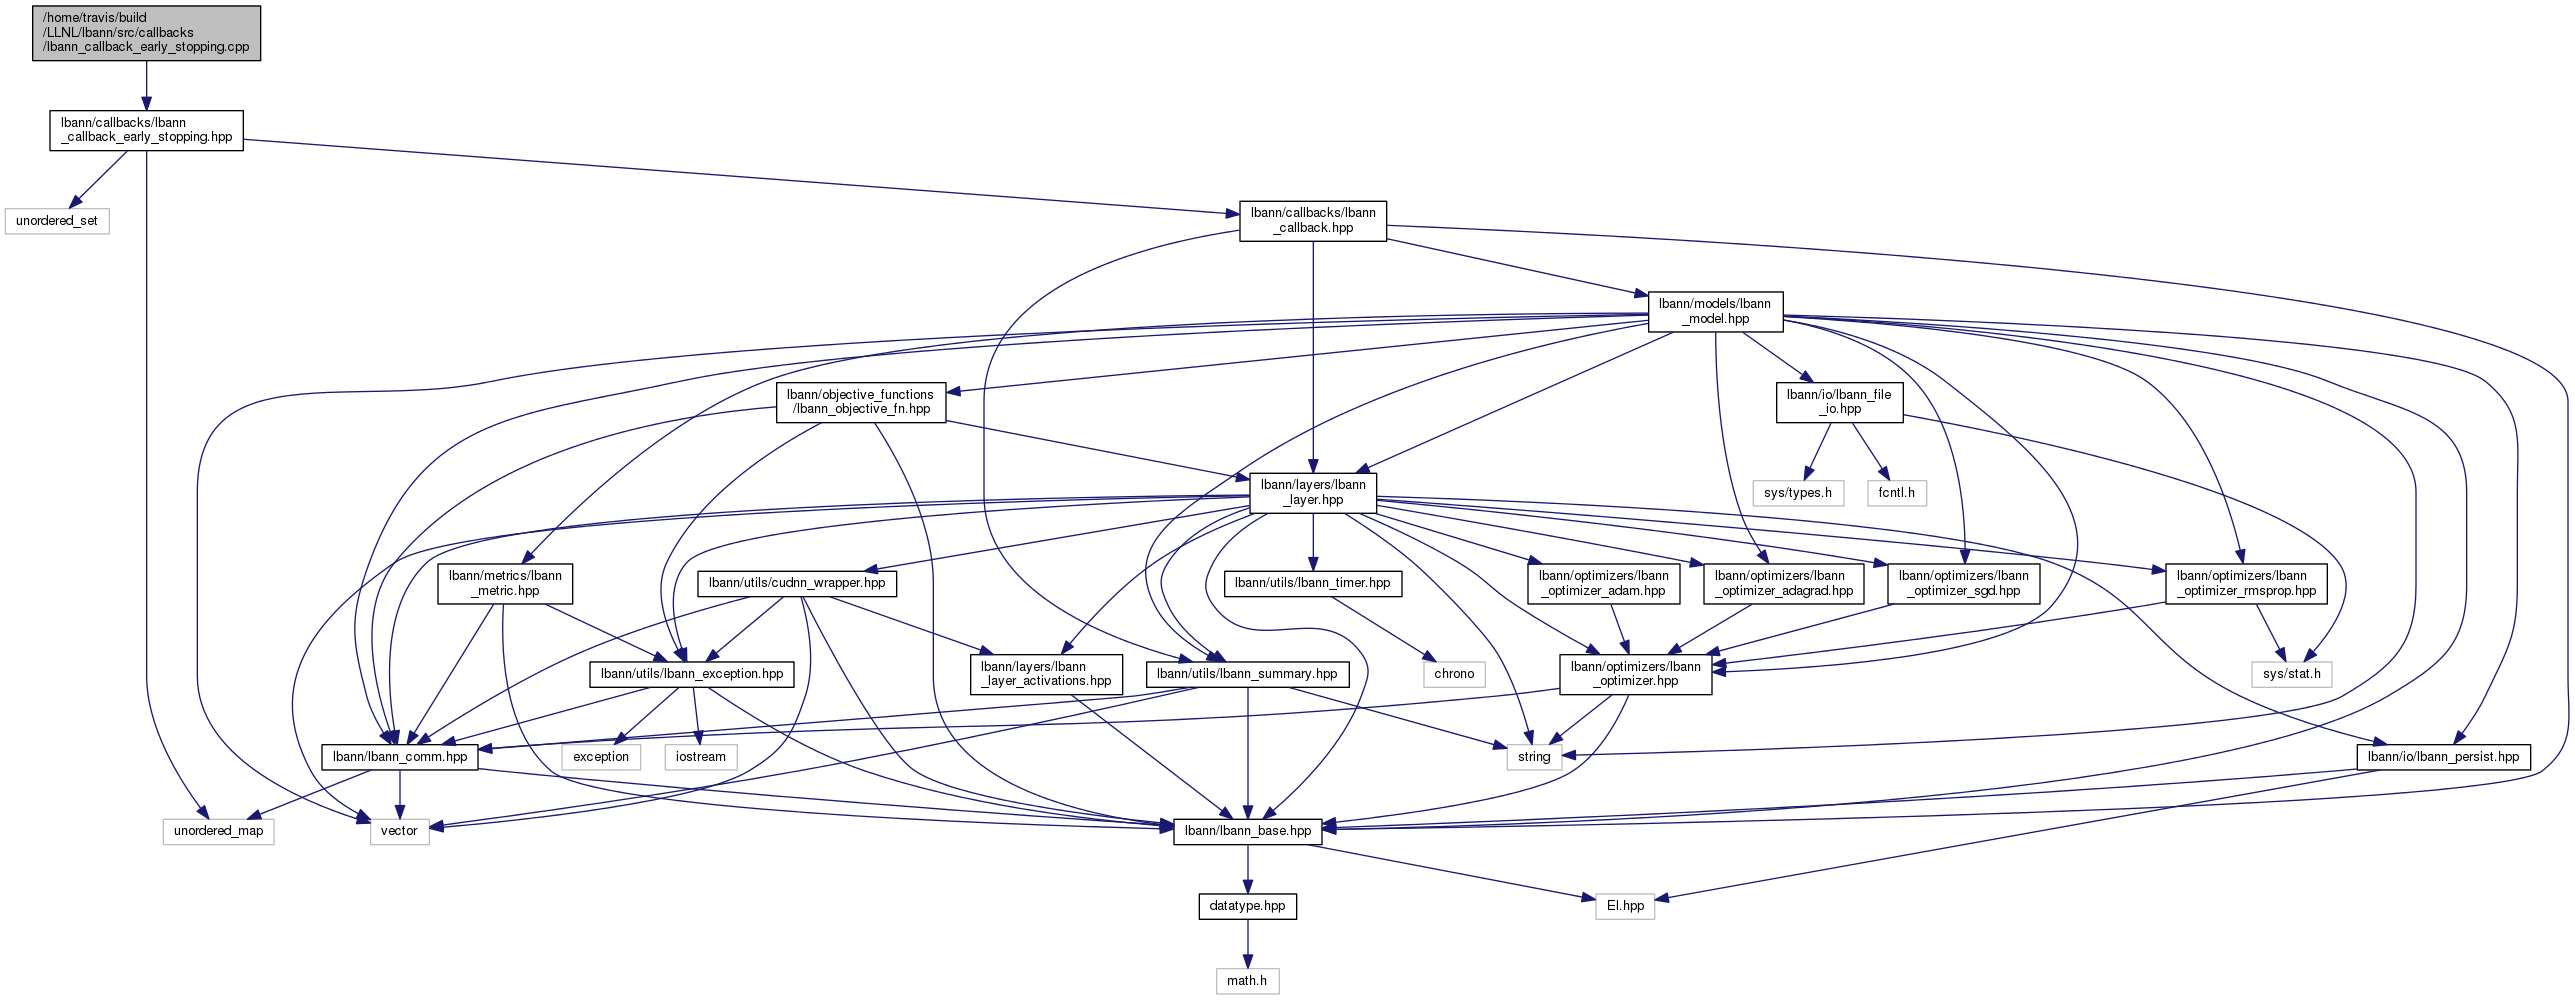 /home/travis/build
/LLNL/lbann/src/callbacks
/lbann_callback_early_stopping.cpp
lbann/callbacks/lbann
_callback_early_stopping.hpp
unordered_set
lbann/callbacks/lbann
_callback.hpp
lbann/models/lbann
_model.hpp
lbann/objective_functions
/lbann_objective_fn.hpp
lbann/io/lbann_file
_io.hpp
lbann/layers/lbann
_layer.hpp
sys/types.h
fcntl.h
lbann/metrics/lbann
_metric.hpp
lbann/utils/cudnn_wrapper.hpp
lbann/utils/lbann_timer.hpp
lbann/optimizers/lbann
_optimizer_adam.hpp
lbann/optimizers/lbann
_optimizer_adagrad.hpp
lbann/optimizers/lbann
_optimizer_sgd.hpp
lbann/optimizers/lbann
_optimizer_rmsprop.hpp
lbann/utils/lbann_exception.hpp
lbann/layers/lbann
_layer_activations.hpp
lbann/utils/lbann_summary.hpp
chrono
lbann/optimizers/lbann
_optimizer.hpp
sys/stat.h
lbann/lbann_comm.hpp
exception
iostream
string
lbann/io/lbann_persist.hpp
unordered_map
vector
lbann/lbann_base.hpp
datatype.hpp
El.hpp
math.h